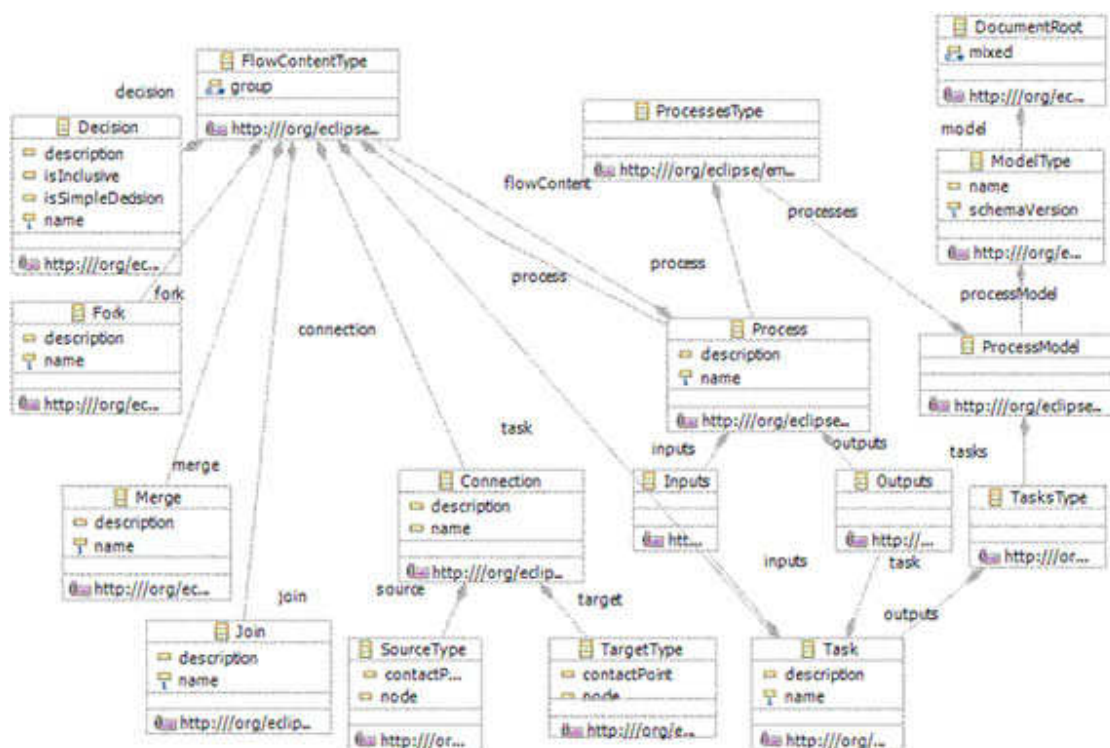 DocumentRoot
mixed
http:///org/ec...
FlowContentType
group
http:///org/eclipse...
decision
Decision
description
isInclusive
isSimpleDecision
name
http:///org/ec...
ProcessesType
http:///org/eclipse/em...
model
ModelType
name
schemaVersion
http:///org/e...
flowContent
processes
process
process
processModel
fork
Fork
description
name
http:///org/ec...
connection
Process
description
name
http:///org/eclipse...
ProcessModel
http:///org/eclipse...
task
inputs
outputs
tasks
merge
Merge
description
name
http:///org/ec...
Connection
description
name
http:///org/eclip...
Inputs
htt...
Outputs
http://...
TasksType
http:///or...
source
target
inputs
task
outputs
join
Join
description
name
http:///org/eclip...
SourceType
contactP...
node
http:///or...
TargetType
contactPoint
node
http:///org/e...
Task
description
name
http:///org/...